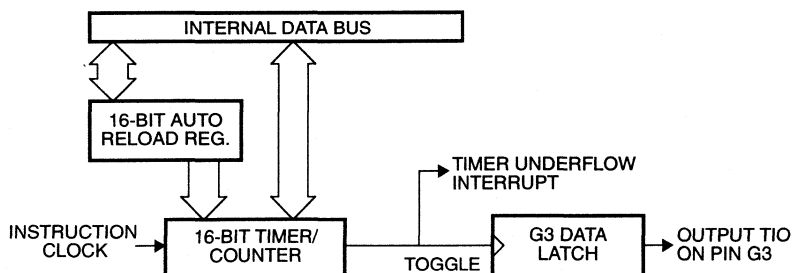 INTERNAL DATA BUS
16-BIT AUTO
RELOAD REG.
TIMER UNDERFLOW
INTERRUPT
INSTRUCTION
CLOCK
16-BIT TIMER/
COUNTER
TOGGLE
G3 DATA
LATCH
OUTPUT TIO
ON PIN G3